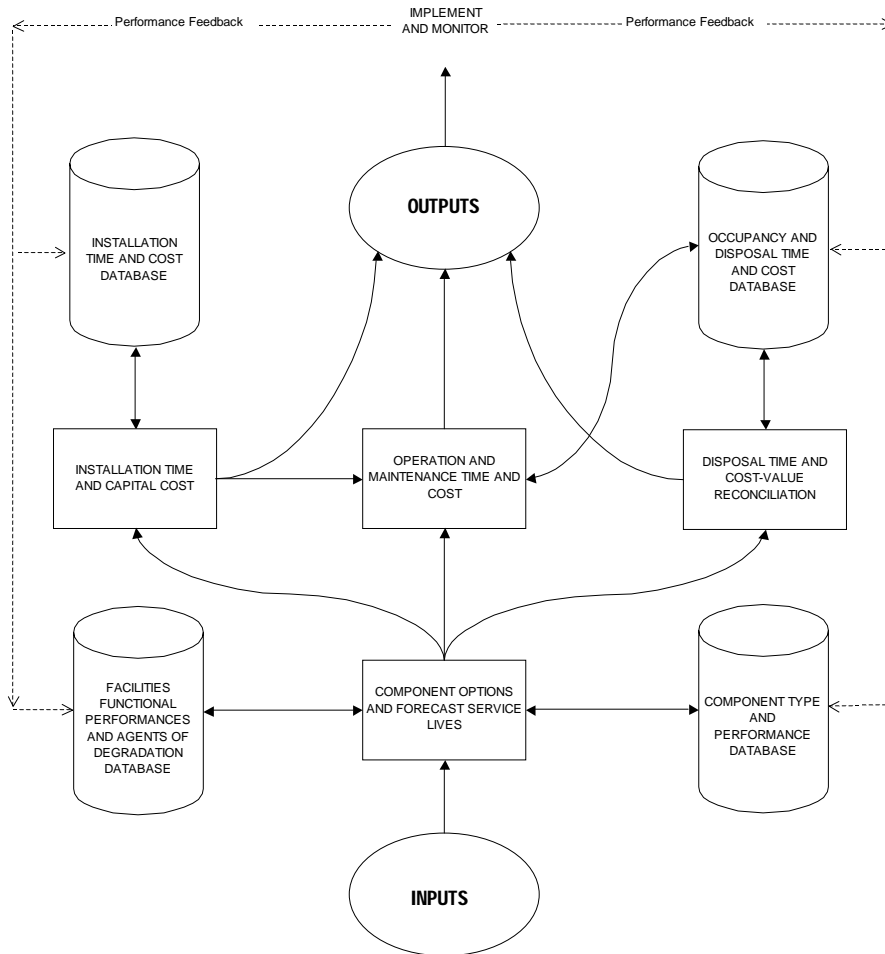 IMPLEMENT
AND MONITOR
Performance Feedback
Performance Feedback
OUTPUTS
INSTALLATION
TIME AND COST
DATABASE
OCCUPANCY AND
DISPOSAL TIME
AND COST
DATABASE
INSTALLATION TIME
AND CAPITAL COST
OPERATION AND
MAINTENANCE TIME AND
COST
DISPOSAL TIME AND
COST-VALUE
RECONCILIATION
FACILITIES
FUNCTIONAL
PERFORMANCES
AND AGENTS OF
DEGRADATION
DATABASE
COMPONENT OPTIONS
AND FORECAST SERVICE
LIVES
COMPONENT TYPE
AND
PERFORMANCE
DATABASE
INPUTS